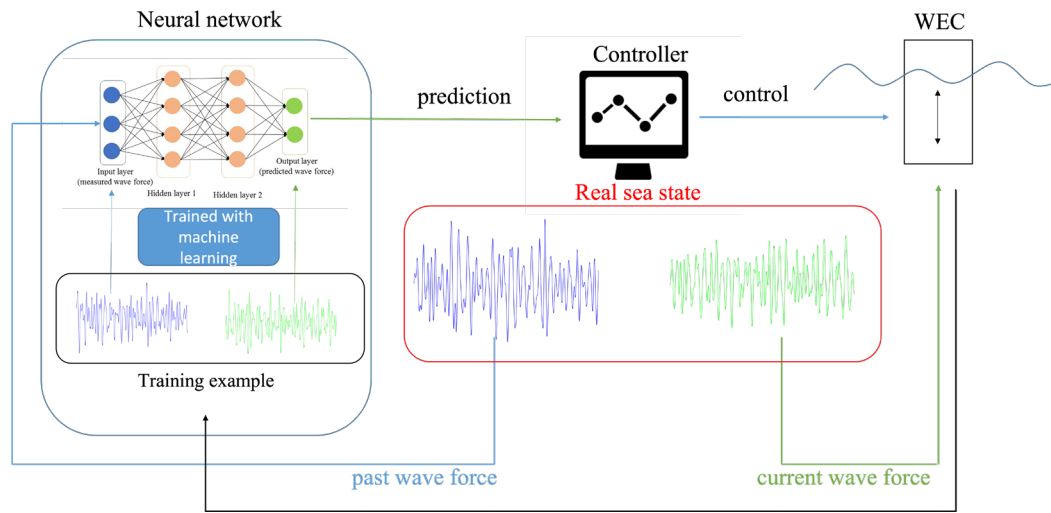 Neural network
WEC
Controller
prediction
control
Input layer
(measured wave force)
Hidden layer 1
Hidden layer 2
Output layer
(predicted wave force)
Real sea state
Trained with
machine
learning
Training example
past wave force
current wave force